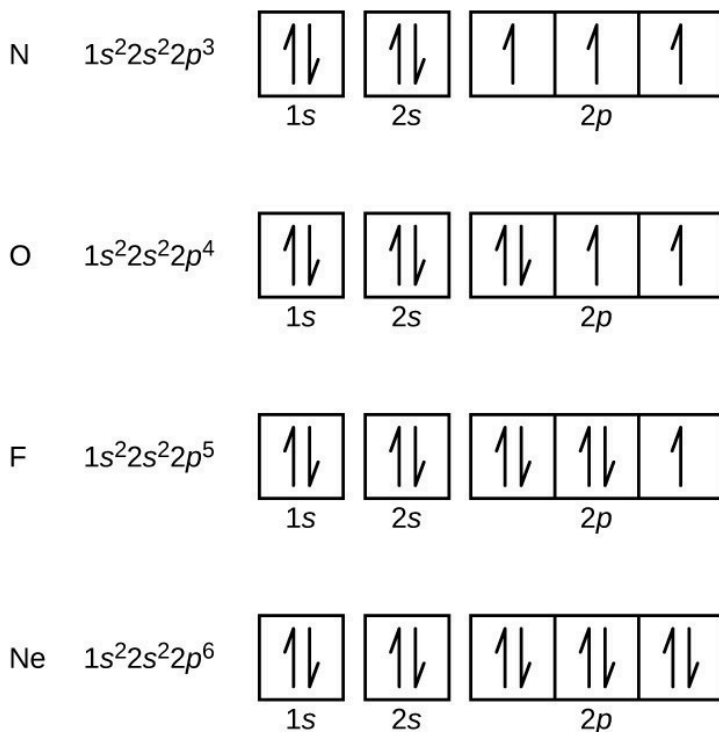 N 1s²2s²2p³
1s 2s 2p
O 1s²2s²2p⁴
1s 2s 2p
F 1s²2s²2p⁵
1s 2s 2p
Ne 1s²2s²2p⁶
1s 2s 2p